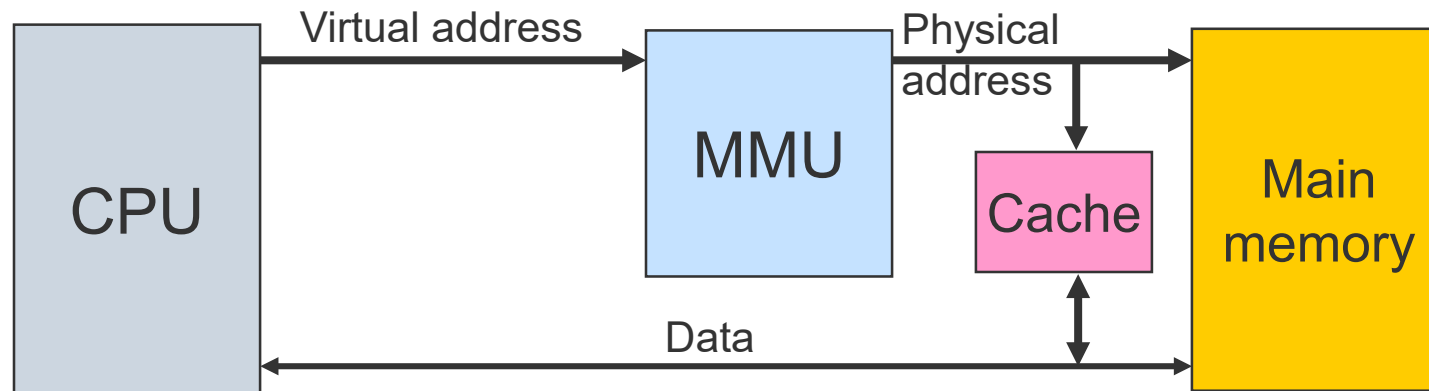 Virtual address
Physical
address
CPU
MMU
Cache
Main
memory
Data